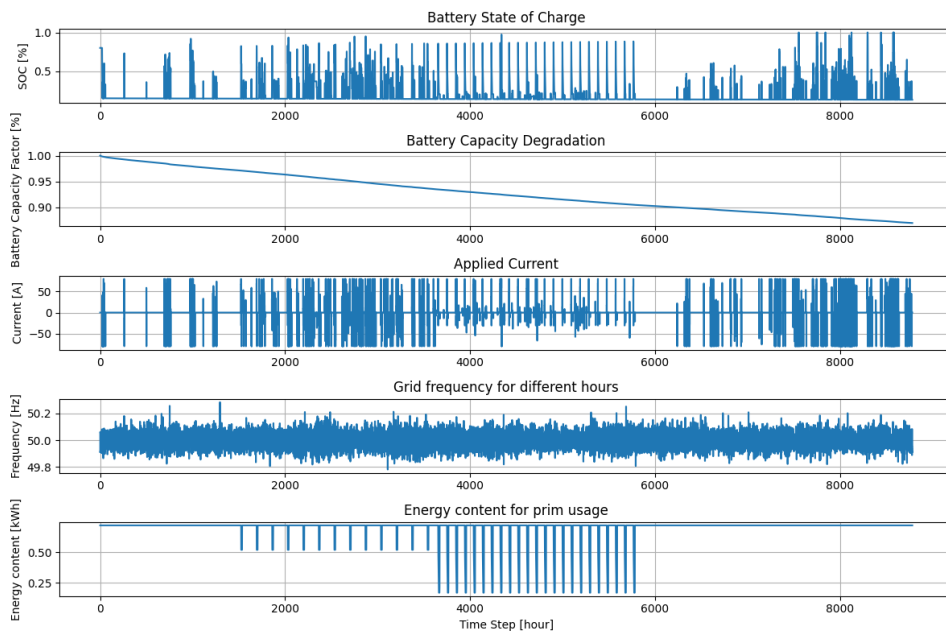 Battery State of Charge
SOC [%]
1.0
0.5
0 2000 4000 6000 8000
Battery Capacity Degradation
Battery Capacity Factor [%]
1.00
0.95
0.90
0 2000 4000 6000 8000
Applied Current
Current [A]
50
0
−50
0 2000 4000 6000 8000
Grid frequency for different hours
Frequency [Hz]
50.2
50.0
49.8
0 2000 4000 6000 8000
Energy content for prim usage
Energy content [kWh]
0.50
0.25
0 2000 4000 6000 8000
Time Step [hour]